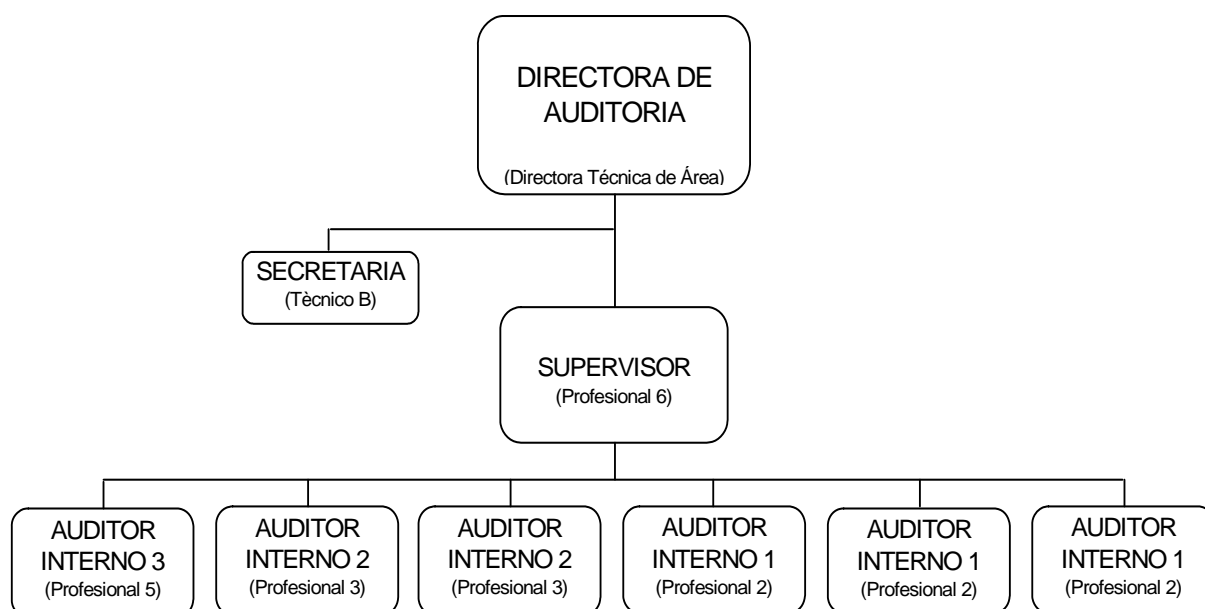 DIRECTORA DE
AUDITORIA
(Directora Técnica de Área)
SECRETARIA
(Tècnico B)
SUPERVISOR
(Profesional 6)
AUDITOR
INTERNO 3
(Profesional 5)
AUDITOR
INTERNO 2
(Profesional 3)
AUDITOR
INTERNO 2
(Profesional 3)
AUDITOR
INTERNO 1
(Profesional 2)
AUDITOR
INTERNO 1
(Profesional 2)
AUDITOR
INTERNO 1
(Profesional 2)